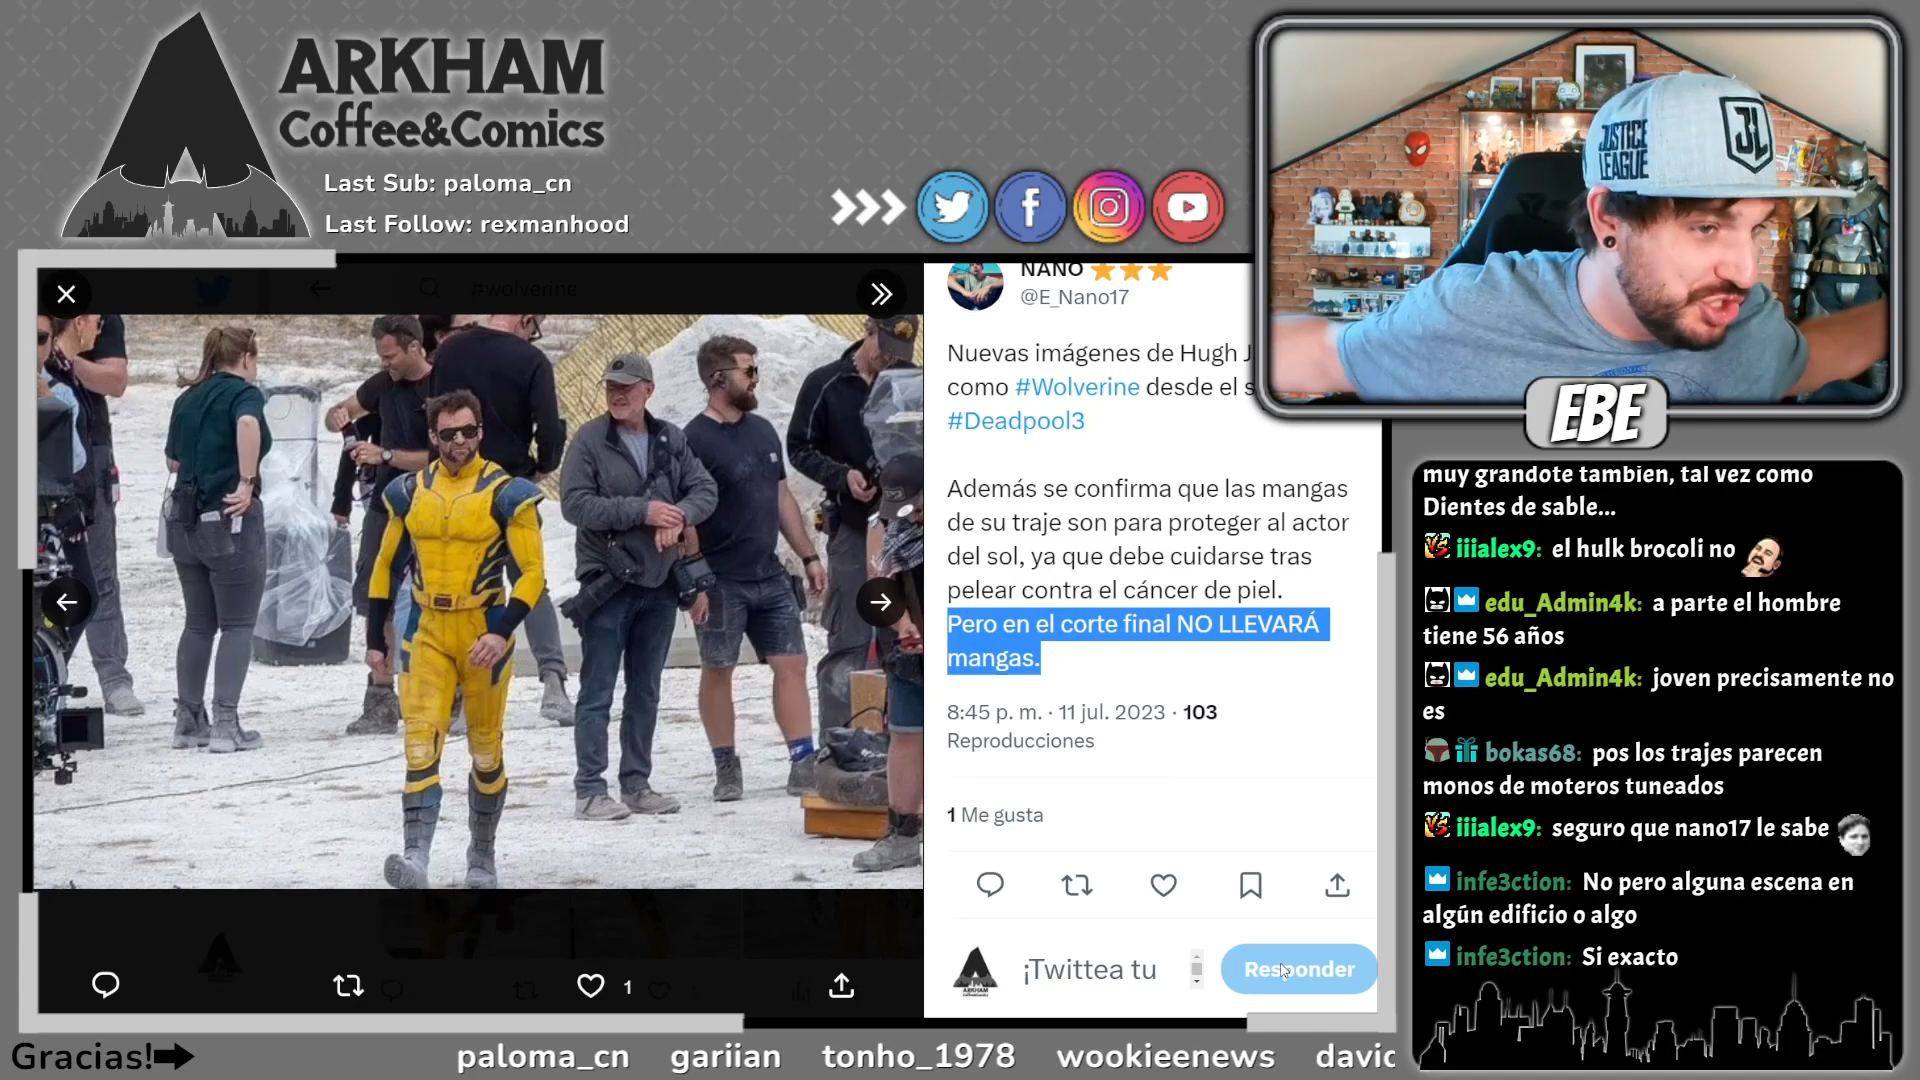 ARKHAM
Coffee&Comics
Last Sub: paloma_cn
Last Follow: rexmanhood
JUSTICE
LEAGUE
JL
EBE
#wolverine
NANO
@E_Nano17
Nuevas imágenes de Hugh J
como #Wolverine desde el s
#Deadpool3
Además se confirma que las mangas
de su traje son para proteger al actor
del sol, ya que debe cuidarse tras
pelear contra el cáncer de piel.
Pero en el corte final NO LLEVARÁ
mangas.
8:45 p. m. · 11 jul. 2023 · 103
Reproducciones
1 Me gusta
¡Twittea tu
Responder
1
muy grandote tambien, tal vez como
Dientes de sable...
iiialex9: el hulk brocoli no
edu_Admin4k: a parte el hombre
tiene 56 años
edu_Admin4k: joven precisamente no
es
bokas68: pos los trajes parecen
monos de moteros tuneados
iiialex9: seguro que nano17 le sabe
infe3ction: No pero alguna escena en
algún edificio o algo
infe3ction: Si exacto
Gracias!
paloma_cn gariian tonho_1978 wookieenews davic